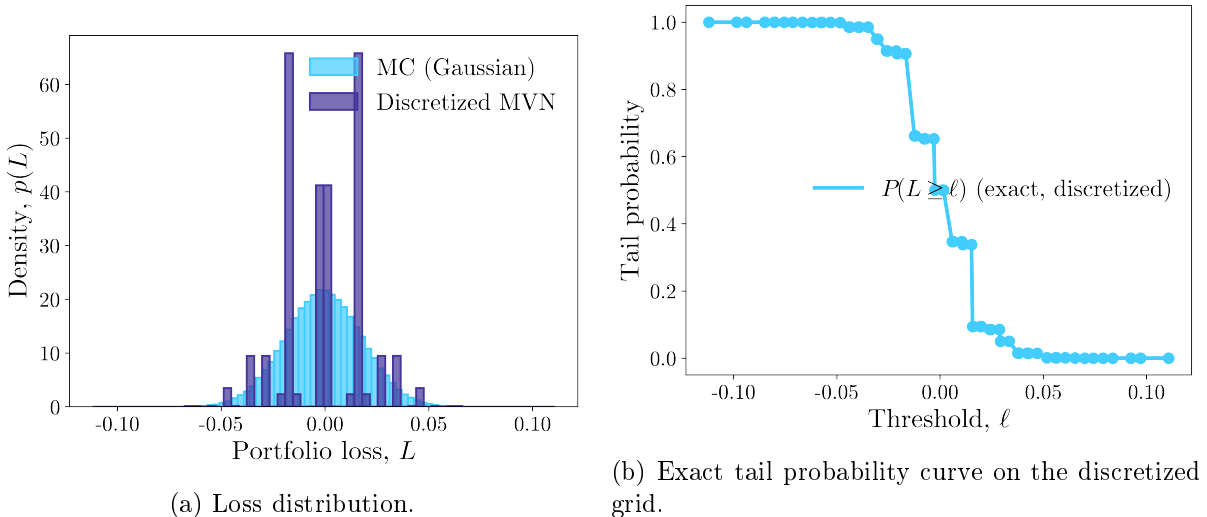 MC (Gaussian)
Discretized MVN
Density, p(L)
60
50
40
30
20
10
0
-0.10 -0.05 0.00 0.05 0.10
Portfolio loss, L
(a) Loss distribution.
P(L ≥ ℓ) (exact, discretized)
Tail probability
1.0
0.8
0.6
0.4
0.2
0.0
-0.10 -0.05 0.00 0.05 0.10
Threshold, ℓ
(b) Exact tail probability curve on the discretized
grid.